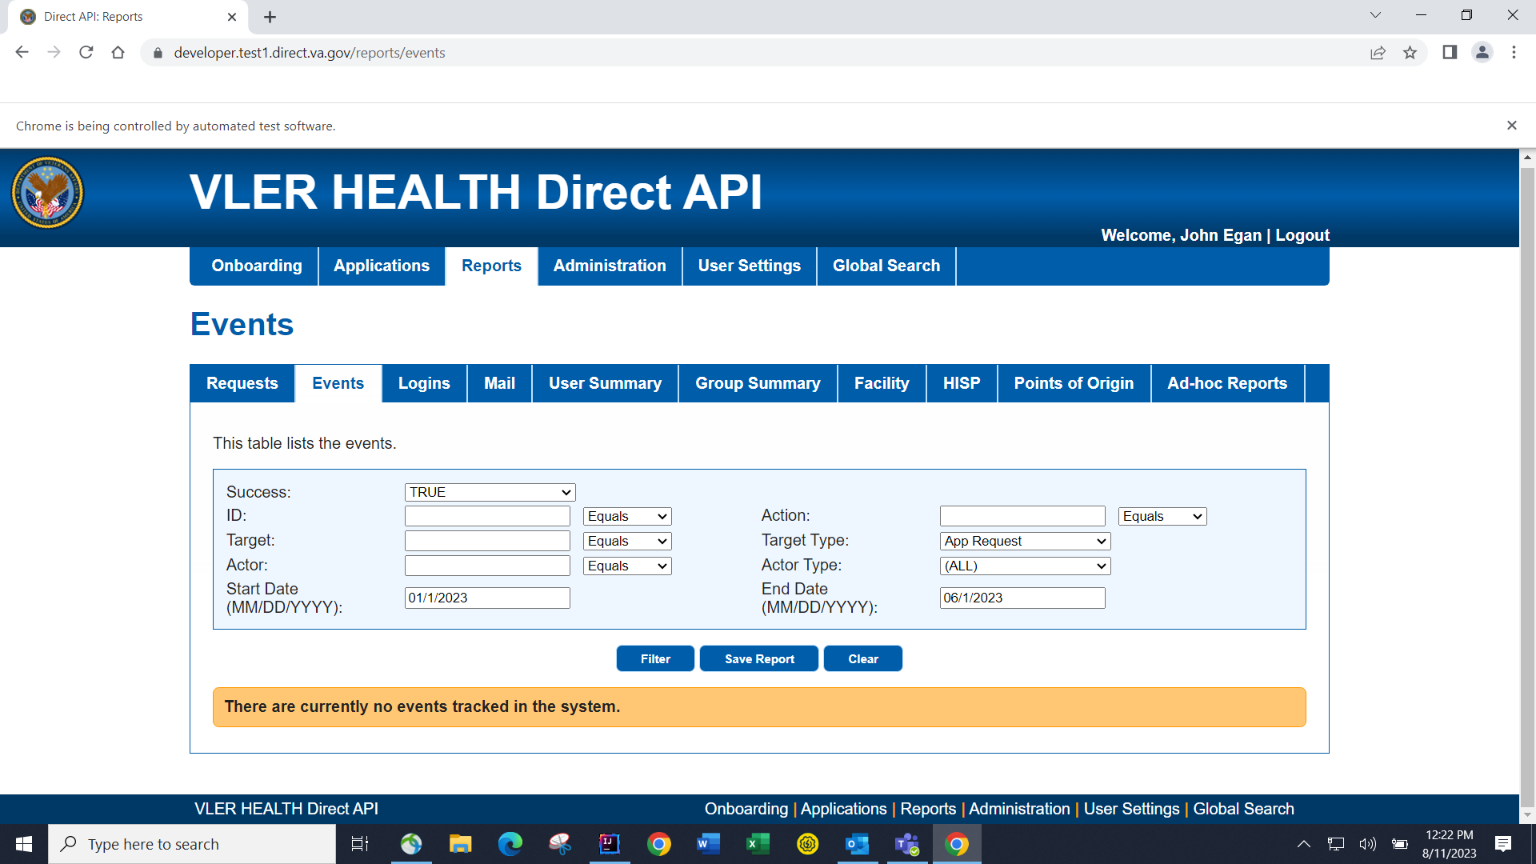 Direct API: Reports
developer.test1.direct.va.gov/reports/events
Chrome is being controlled by automated test software.
VLER HEALTH Direct API
Welcome, John Egan | Logout
Onboarding Applications Reports Administration User Settings Global Search
Events
Requests Events Logins Mail User Summary Group Summary Facility HISP Points of Origin Ad-hoc Reports
This table lists the events.
Success: TRUE
ID: Equals Action: Equals
Target: Equals Target Type: App Request
Actor: Equals Actor Type: (ALL)
Start Date (MM/DD/YYYY): 01/1/2023 End Date (MM/DD/YYYY): 06/1/2023
Filter Save Report Clear
There are currently no events tracked in the system.
VLER HEALTH Direct API Onboarding | Applications | Reports | Administration | User Settings | Global Search
Type here to search
12:22 PM
8/11/2023